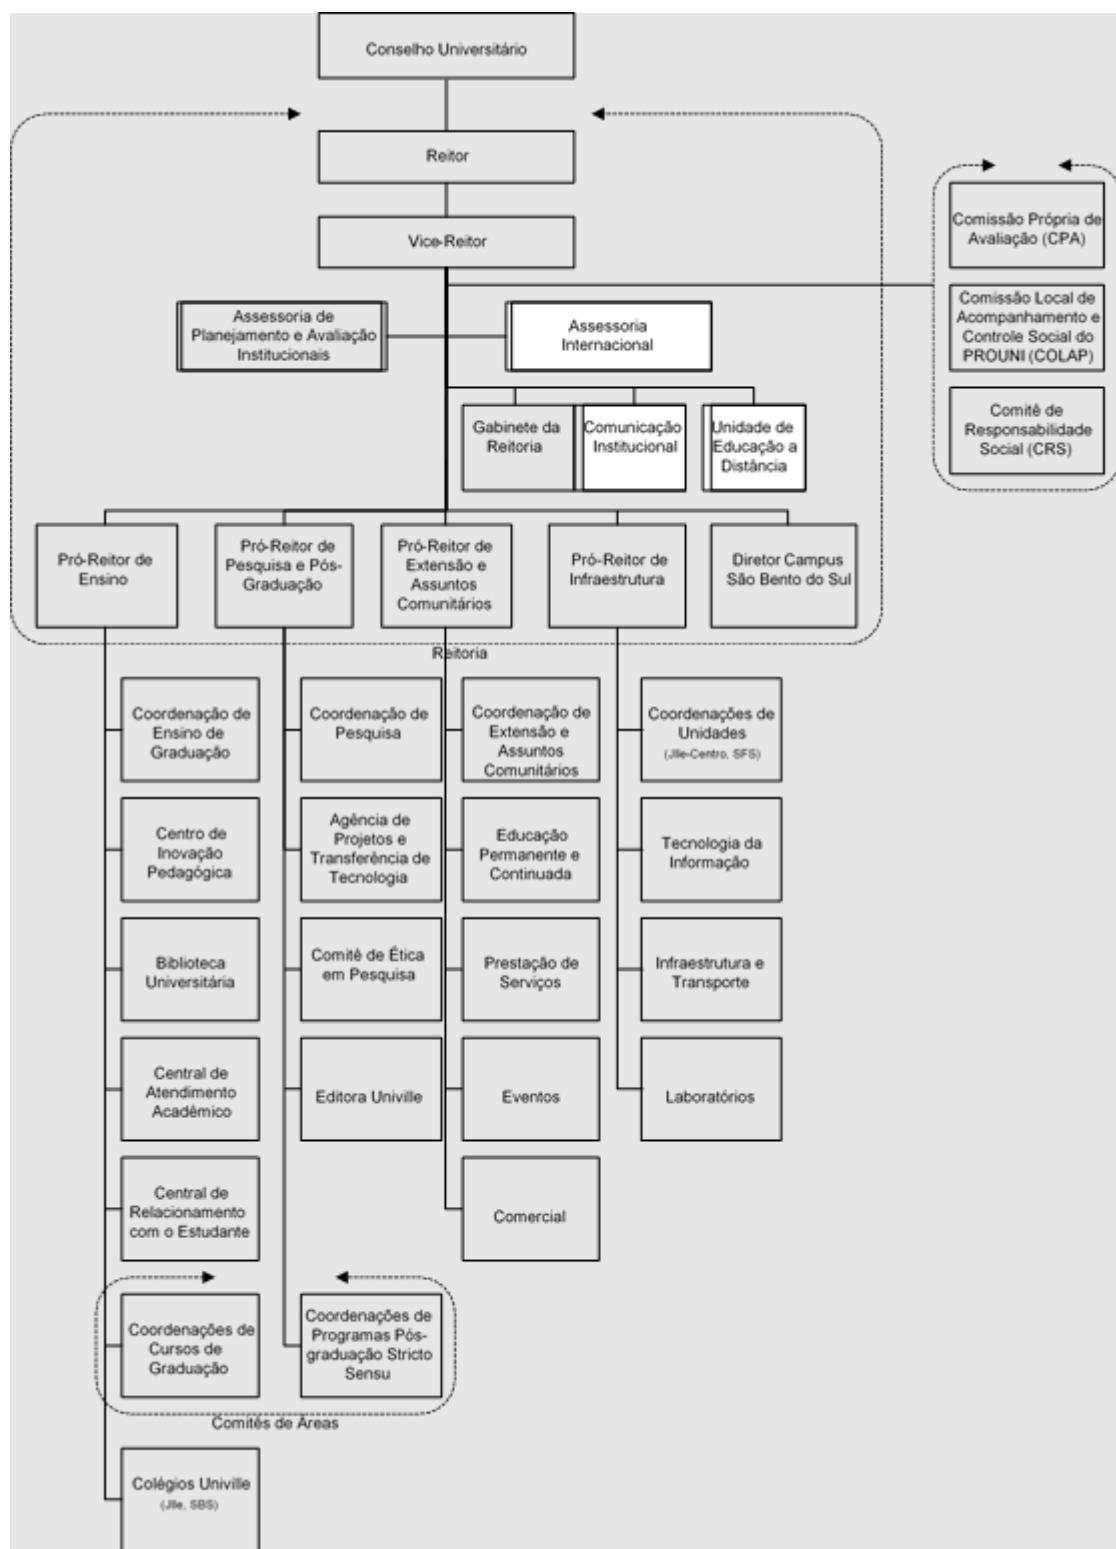 Conselho Universitário
Reitor
Vice-Reitor
Comissão Própria de
Avaliação (CPA)
Comissão Local de
Acompanhamento e
Controle Social do
PROUNI (COLAP)
Comitê de
Responsabilidade
Social (CRS)
Assessoria de
Planejamento e Avaliação
Institucionais
Assessoria
Internacional
Gabinete da
Reitoria
Comunicação
Institucional
Unidade de
Educação a
Distância
Pró-Reitor de
Ensino
Pró-Reitor de
Pesquisa e Pós-
Graduação
Pró-Reitor de
Extensão e
Assuntos
Comunitários
Pró-Reitor de
Infraestrutura
Diretor Campus
São Bento do Sul
Reitoria
Coordenação de
Ensino de
Graduação
Coordenação de
Pesquisa
Coordenação de
Extensão e
Assuntos
Comunitários
Coordenações de
Unidades
(Jlle-Centro, SFS)
Centro de
Inovação
Pedagógica
Agência de
Projetos e
Transferência de
Tecnologia
Educação
Permanente e
Continuada
Tecnologia da
Informação
Biblioteca
Universitária
Comitê de Ética
em Pesquisa
Prestação de
Serviços
Infraestrutura e
Transporte
Central de
Atendimento
Acadêmico
Editora Univille
Eventos
Laboratórios
Central de
Relacionamento
com o Estudante
Comercial
Coordenações de
Cursos de
Graduação
Coordenações de
Programas Pós-
graduação Stricto
Sensu
Comitês de Áreas
Colégios Univille
(Jlle, SBS)